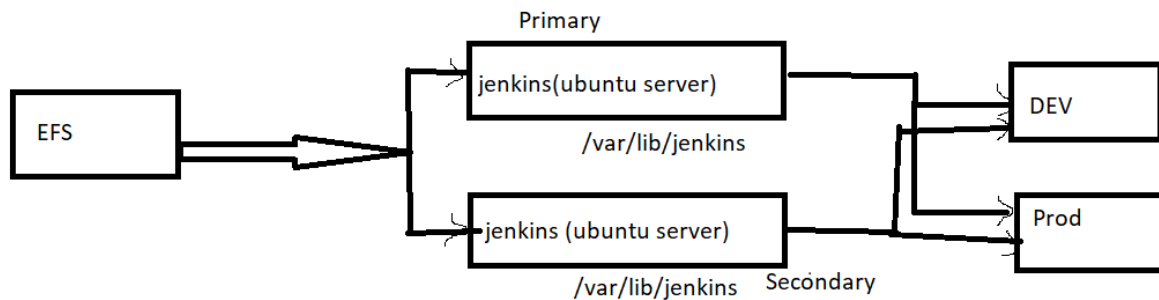 Primary
jenkins(ubuntu server)
EFS
DEV
/var/lib/jenkins
jenkins (ubuntu server)
Prod
/var/lib/jenkins
Secondary